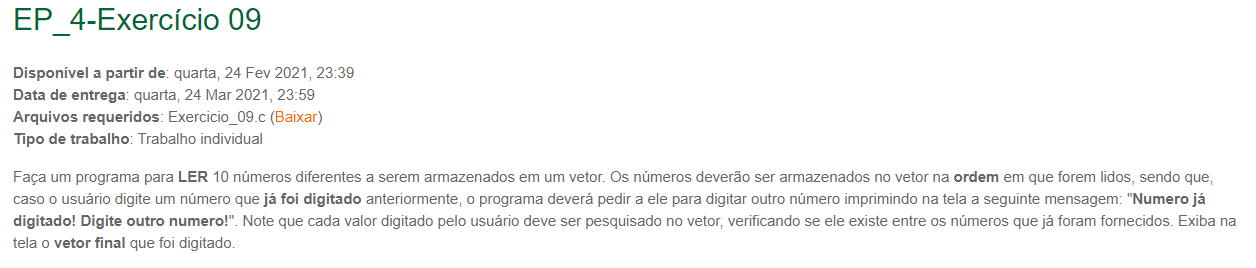 EP_4-Exercício 09
Disponível a partir de: quarta, 24 Fev 2021, 23:39
Data de entrega: quarta, 24 Mar 2021, 23:59
Arquivos requeridos: Exercicio_09.c (Baixar)
Tipo de trabalho: Trabalho individual
Faça um programa para LER 10 números diferentes a serem armazenados em um vetor. Os números deverão ser armazenados no vetor na ordem em que forem lidos, sendo que,
caso o usuário digite um número que já foi digitado anteriormente, o programa deverá pedir a ele para digitar outro número imprimindo na tela a seguinte mensagem: "Numero já
digitado! Digite outro numero!". Note que cada valor digitado pelo usuário deve ser pesquisado no vetor, verificando se ele existe entre os números que já foram fornecidos. Exiba na
tela o vetor final que foi digitado.